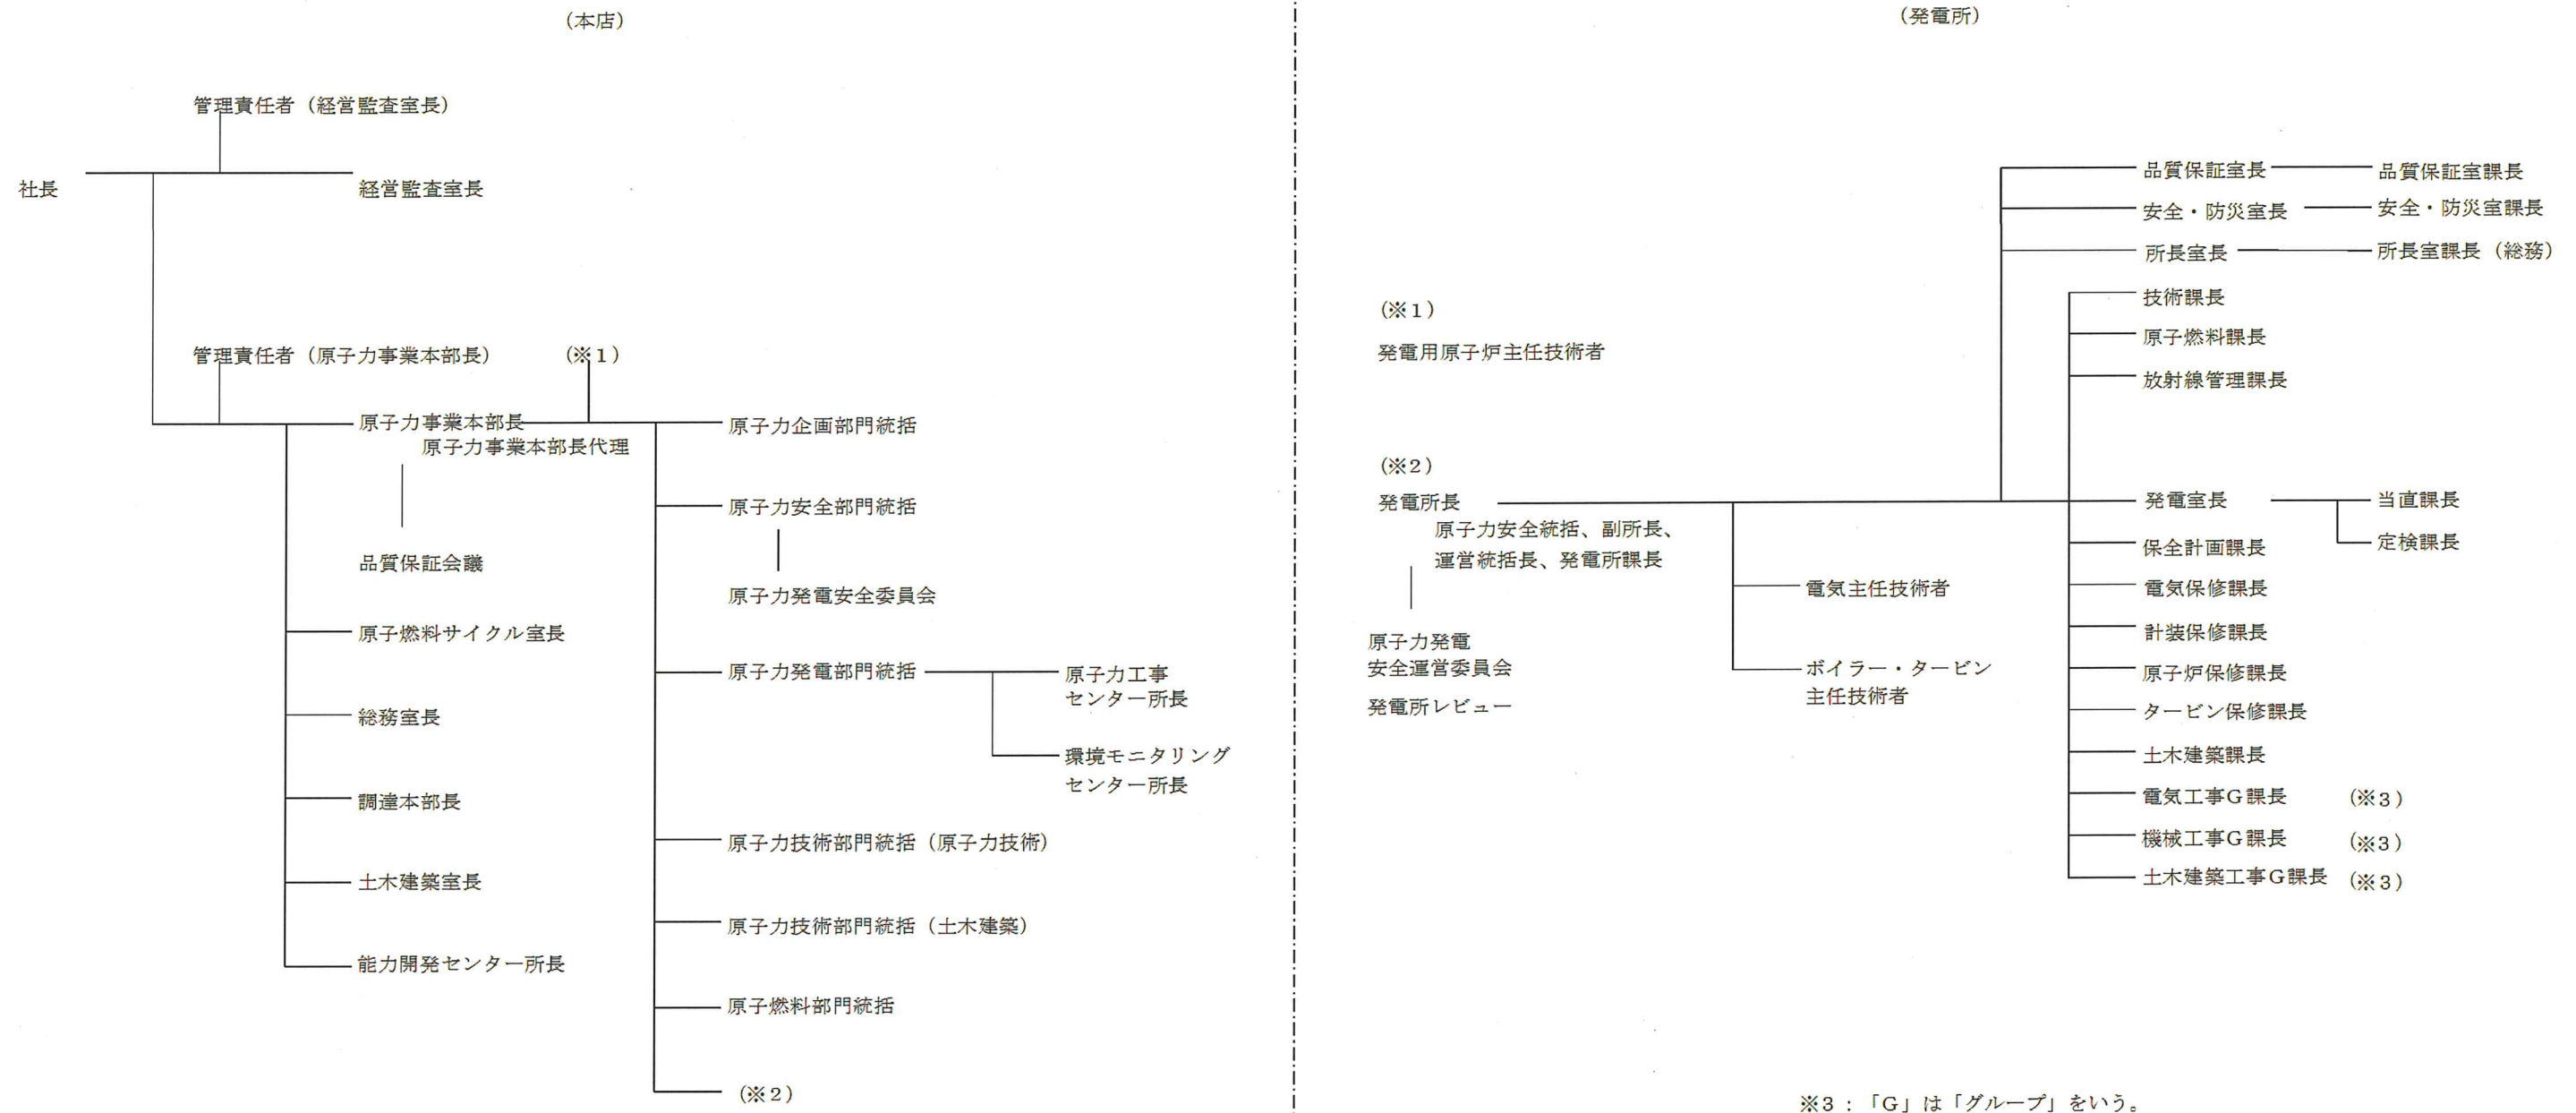 （本店）
管理責任者（経営監査室長）
社長
経営監査室長
管理責任者（原子力事業本部長）
（※１）
原子力事業本部長
原子力事業本部長代理
品質保証会議
原子燃料サイクル室長
総務室長
調達本部長
土木建築室長
能力開発センター所長
原子力企画部門統括
原子力安全部門統括
原子力発電安全委員会
原子力発電部門統括
原子力工事
センター所長
環境モニタリング
センター所長
原子力技術部門統括（原子力技術）
原子力技術部門統括（土木建築）
原子燃料部門統括
（※２）
（発電所）
（※１）
発電用原子炉主任技術者
（※２）
発電所長
原子力安全統括、副所長、
運営統括長、発電所課長
原子力発電
安全運営委員会
発電所レビュー
電気主任技術者
ボイラー・タービン
主任技術者
品質保証室長
品質保証室課長
安全・防災室長
安全・防災室課長
所長室長
所長室課長（総務）
技術課長
原子燃料課長
放射線管理課長
発電室長
当直課長
定検課長
保全計画課長
電気保修課長
計装保修課長
原子炉保修課長
タービン保修課長
土木建築課長
電気工事Ｇ課長 （※３）
機械工事Ｇ課長 （※３）
土木建築工事Ｇ課長 （※３）
※３：「Ｇ」は「グループ」をいう。